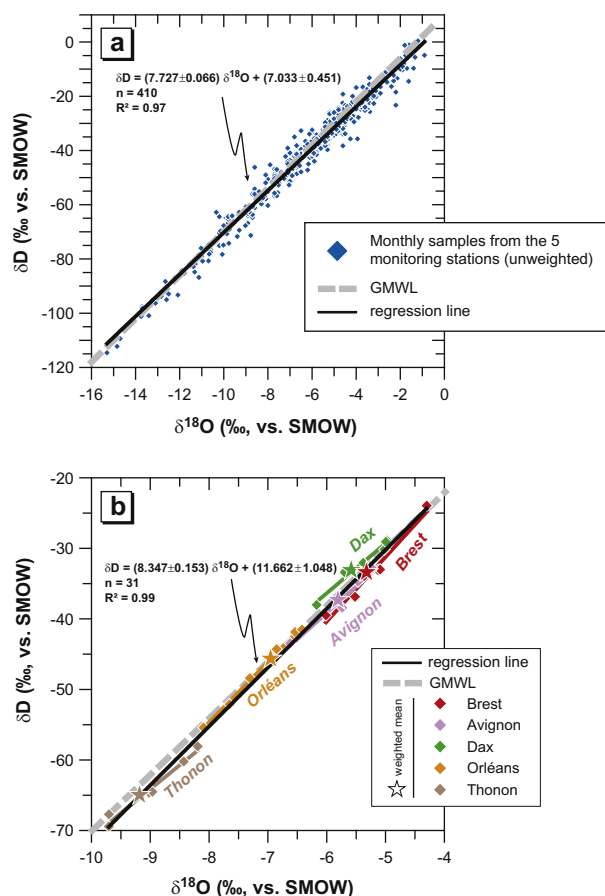 a
δD = (7.727±0.066) δ18O + (7.033±0.451)
n = 410
R² = 0.97
0
-20
-40
-60
-80
-100
-120
δD (‰ vs. SMOW)
Monthly samples from the 5
monitoring stations (unweighted)
GMWL
regression line
-16 -14 -12 -10 -8 -6 -4 -2 0
δ18O (‰, vs. SMOW)
b
δD = (8.347±0.153) δ18O + (11.662±1.048)
n = 31
R² = 0.99
-20
-30
-40
-50
-60
-70
δD (‰, vs. SMOW)
Dax
Brest
Avignon
Orléans
Thonon
regression line
GMWL
weighted mean
Brest
Avignon
Dax
Orléans
Thonon
-10 -9 -8 -7 -6 -5 -4
δ18O (‰, vs. SMOW)